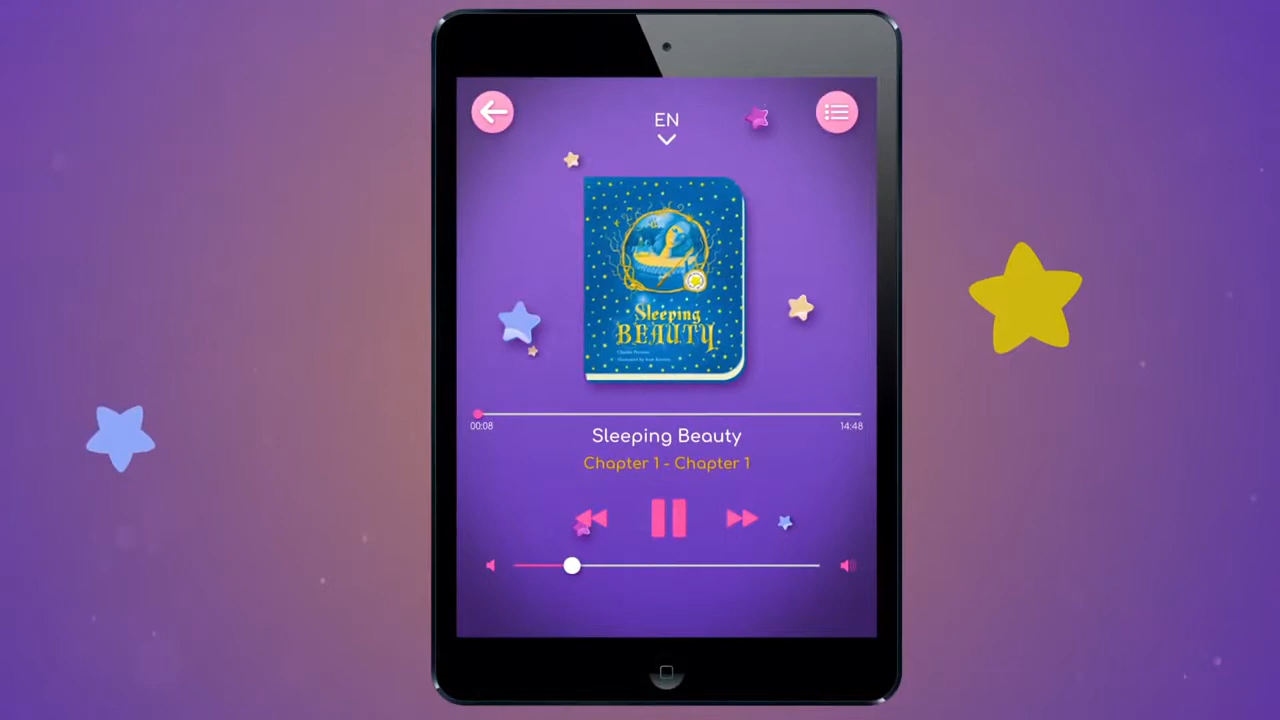 EN
Sleeping
BEAUTY
00:08
14:48
Sleeping Beauty
Chapter 1 - Chapter 1